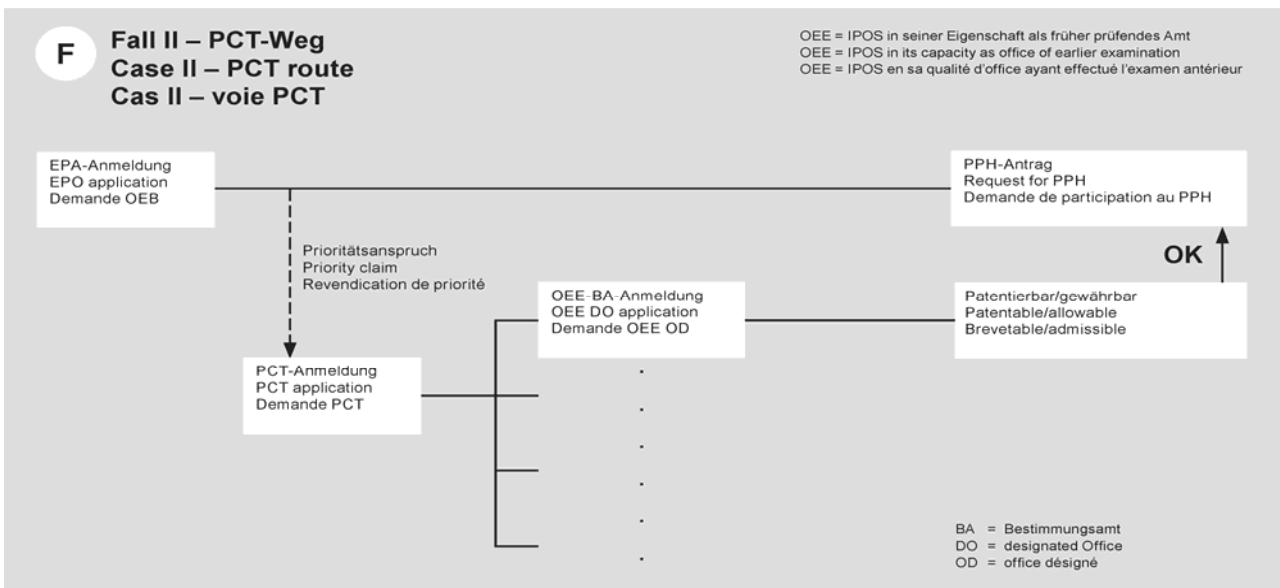 F
Fall II – PCT-Weg
Case II – PCT route
Cas II – voie PCT
OEE = IPOS in seiner Eigenschaft als früher prüfendes Amt
OEE = IPOS in its capacity as office of earlier examination
OEE = IPOS en sa qualité d'office ayant effectué l'examen antérieur
EPA-Anmeldung
EPO application
Demande OEB
PPH-Antrag
Request for PPH
Demande de participation au PPH
Prioritätsanspruch
Priority claim
Revendication de priorité
OK
OEE-BA-Anmeldung
OEE DO application
Demande OEE OD
Patentierbar/gewährbar
Patentable/allowable
Brevetable/admissible
PCT-Anmeldung
PCT application
Demande PCT
BA = Bestimmungsamt
DO = designated Office
OD = office désigné